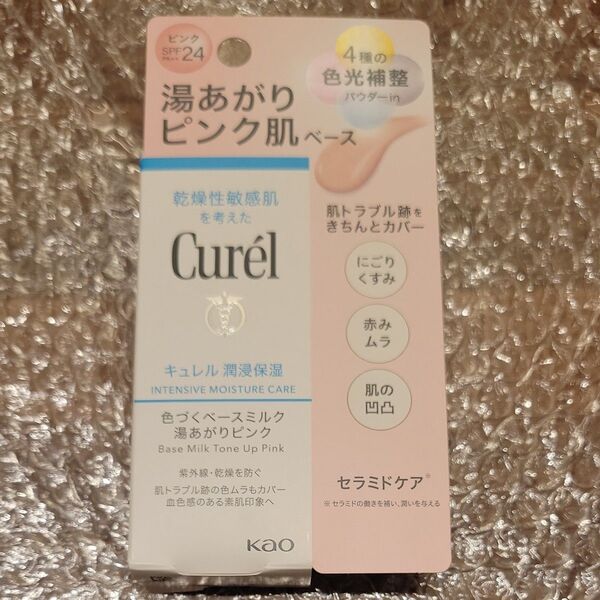 ピンク
SPF
24
PA++
4種の
色光補整
パウダーin
湯あがり
ピンク肌ベース
乾燥性敏感肌
を考えた
Curél
キュレル 潤浸保湿
INTENSIVE MOISTURE CARE
色づくベースミルク
湯あがりピンク
Base Milk Tone Up Pink
紫外線・乾燥を防ぐ
肌トラブル跡の色ムラもカバー
血色感のある素肌印象へ
Kao
肌トラブル跡を
きちんとカバー
にごり
くすみ
赤み
ムラ
肌の
凹凸
セラミドケア※
※ セラミドの働きを補い、潤いを与える